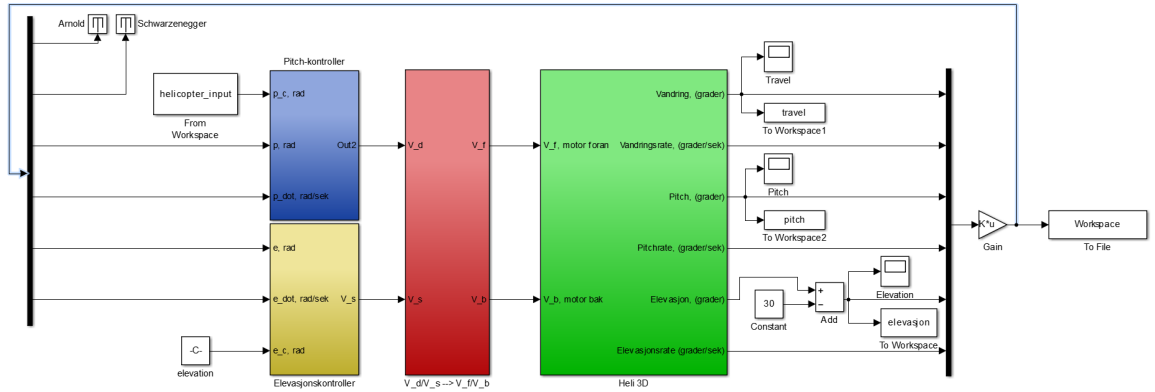 Arnold
Schwarzenegger
helicopter_input
From
Workspace
Pitch-kontroller
p_c, rad
p, rad
Out2
p_dot, rad/sek
e, rad
e_dot, rad/sek
V_s
e_c, rad
Elevasjonskontroller
-C-
elevation
V_d
V_f
V_s
V_b
V_d/V_s --> V_f/V_b
Vandring, (grader)
V_f, motor foran
Vandringsrate, (grader/sek)
Pitch, (grader)
Pitchrate, (grader/sek)
V_b, motor bak
Elevasjon, (grader)
Elevasjonsrate (grader/sek)
Heli 3D
Travel
travel
To Workspace1
Pitch
pitch
To Workspace2
30
Constant
+
−
Add
Elevation
elevasjon
To Workspace
K*u
Gain
Workspace
To File